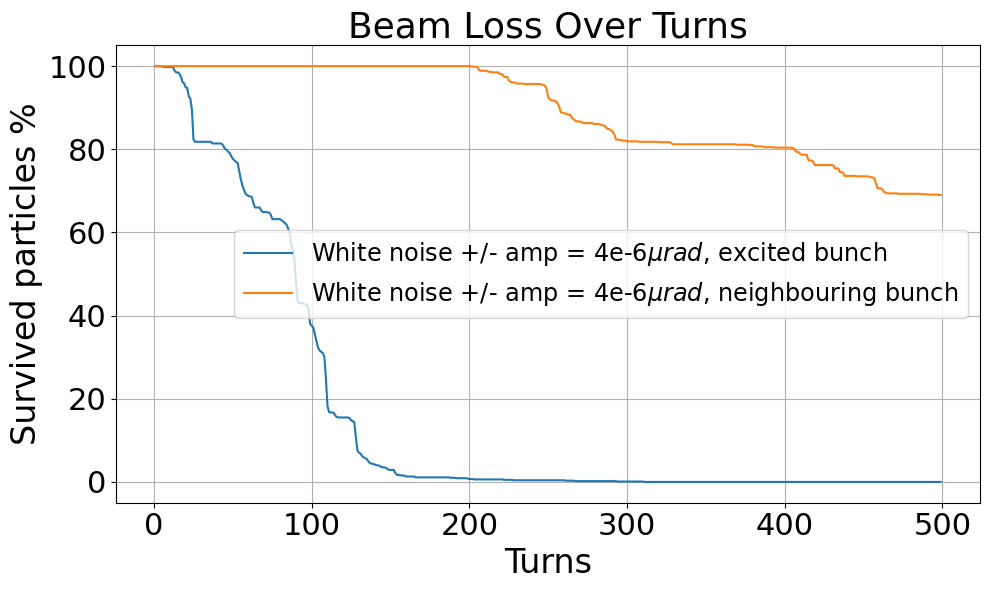 Beam Loss Over Turns
Survived particles %
100
80
60
40
20
0
White noise +/- amp = 4e-6μrad, excited bunch
White noise +/- amp = 4e-6μrad, neighbouring bunch
0 100 200 300 400 500
Turns